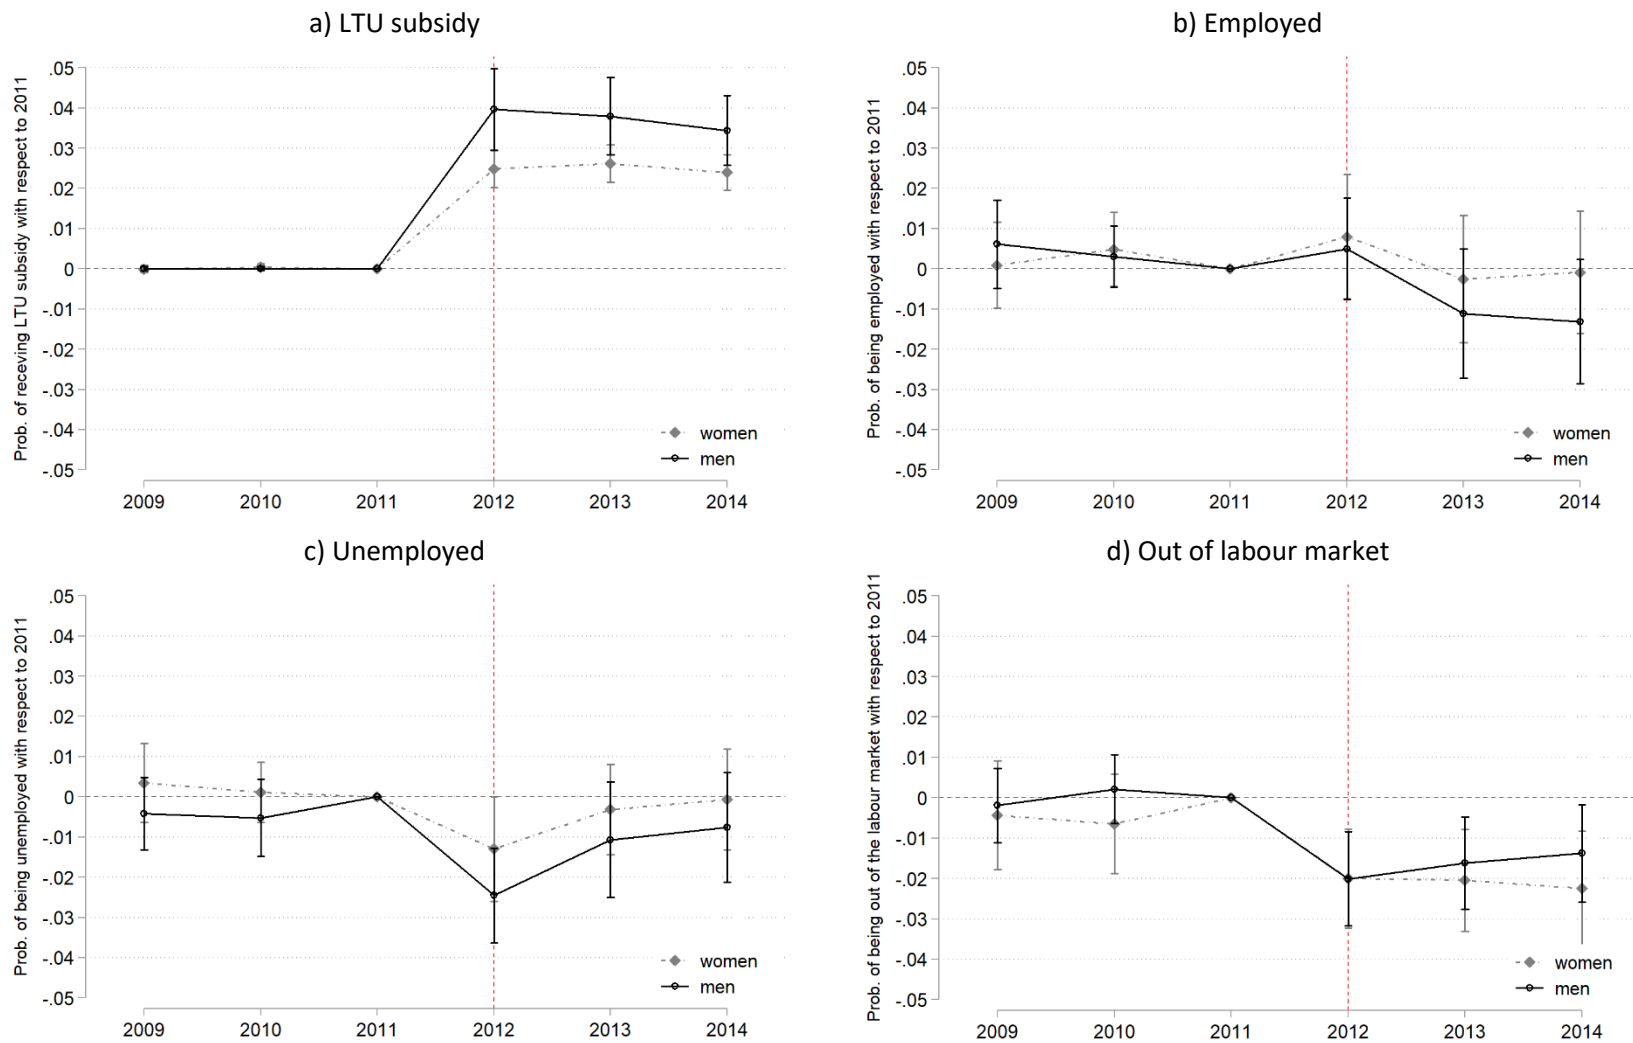 a) LTU subsidy
Prob. of receving LTU subsidy with respect to 2011
.05
.04
.03
.02
.01
0
-.01
-.02
-.03
-.04
-.05
women
men
2009 2010 2011 2012 2013 2014
b) Employed
Prob. of being employed with respect to 2011
.05
.04
.03
.02
.01
0
-.01
-.02
-.03
-.04
-.05
women
men
2009 2010 2011 2012 2013 2014
c) Unemployed
Prob. of being unemployed with respect to 2011
.05
.04
.03
.02
.01
0
-.01
-.02
-.03
-.04
-.05
women
men
2009 2010 2011 2012 2013 2014
d) Out of labour market
Prob. of being out of the labour market with respect to 2011
.05
.04
.03
.02
.01
0
-.01
-.02
-.03
-.04
-.05
women
men
2009 2010 2011 2012 2013 2014